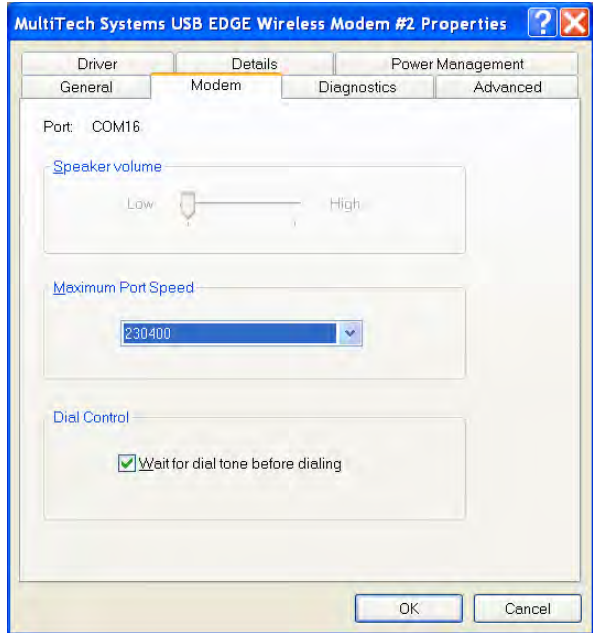 MultiTech Systems USB EDGE Wireless Modem #2 Properties
Driver Details Power Management
General Modem Diagnostics Advanced
Port: COM16
Speaker volume
Low High
Maximum Port Speed
230400
Dial Control
Wait for dial tone before dialing
OK Cancel